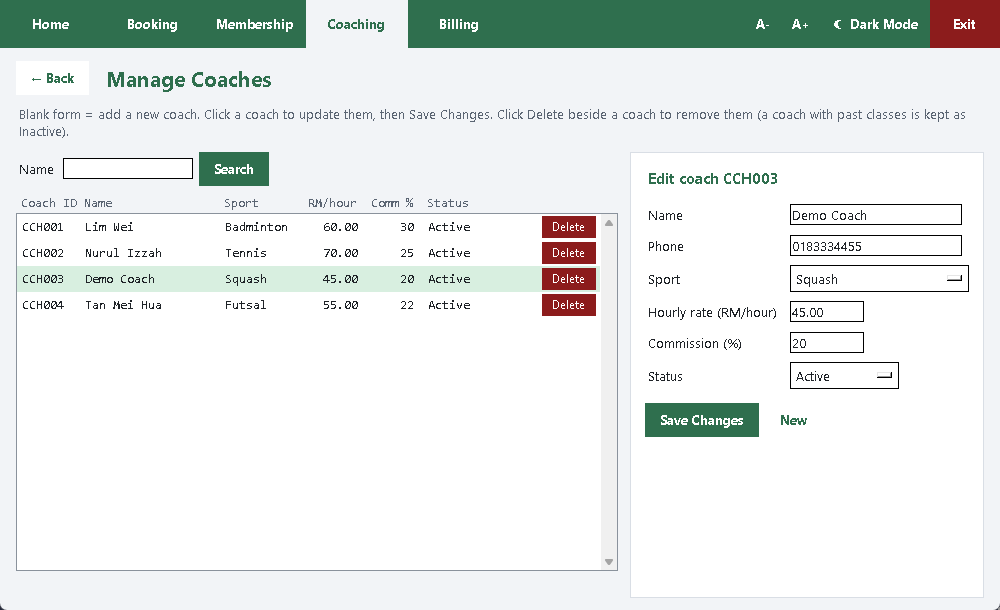 Home Booking Membership Coaching Billing A- A+ ☾ Dark Mode Exit
← Back Manage Coaches
Blank form = add a new coach. Click a coach to update them, then Save Changes. Click Delete beside a coach to remove them (a coach with past classes is kept as
Inactive).
Name Search
Coach ID Name Sport RM/hour Comm % Status
CCH001 Lim Wei Badminton 60.00 30 Active Delete
CCH002 Nurul Izzah Tennis 70.00 25 Active Delete
CCH003 Demo Coach Squash 45.00 20 Active Delete
CCH004 Tan Mei Hua Futsal 55.00 22 Active Delete
Edit coach CCH003
Name Demo Coach
Phone 0183334455
Sport Squash
Hourly rate (RM/hour) 45.00
Commission (%) 20
Status Active
Save Changes New